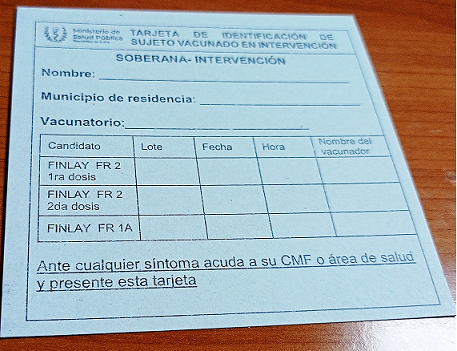 Ministerio de
Salud Pública
TARJETA DE IDENTIFICACIÓN DE
SUJETO VACUNADO EN INTERVENCIÓN
SOBERANA- INTERVENCIÓN
Nombre:
Municipio de residencia:
Vacunatorio:
Candidato Lote Fecha Hora Nombre del vacunador
FINLAY FR 2
1ra dosis
FINLAY FR 2
2da dosis
FINLAY FR 1A
Ante cualquier síntoma acuda a su CMF o área de salud
y presente esta tarjeta